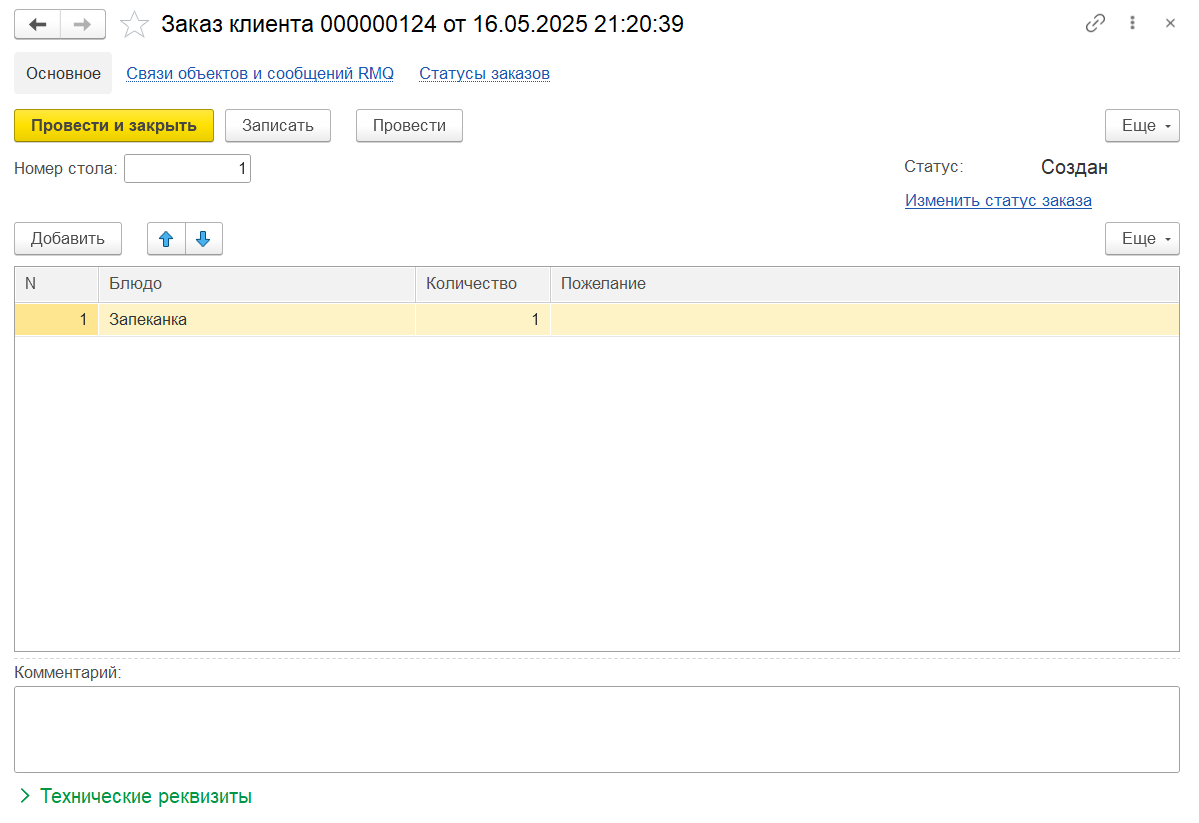 Заказ клиента 000000124 от 16.05.2025 21:20:39
Основное Связи объектов и сообщений RMQ Статусы заказов
Провести и закрыть Записать Провести Еще
Номер стола: 1 Статус: Создан
Изменить статус заказа
Добавить Еще
N Блюдо Количество Пожелание
1 Запеканка 1
Комментарий:
Технические реквизиты